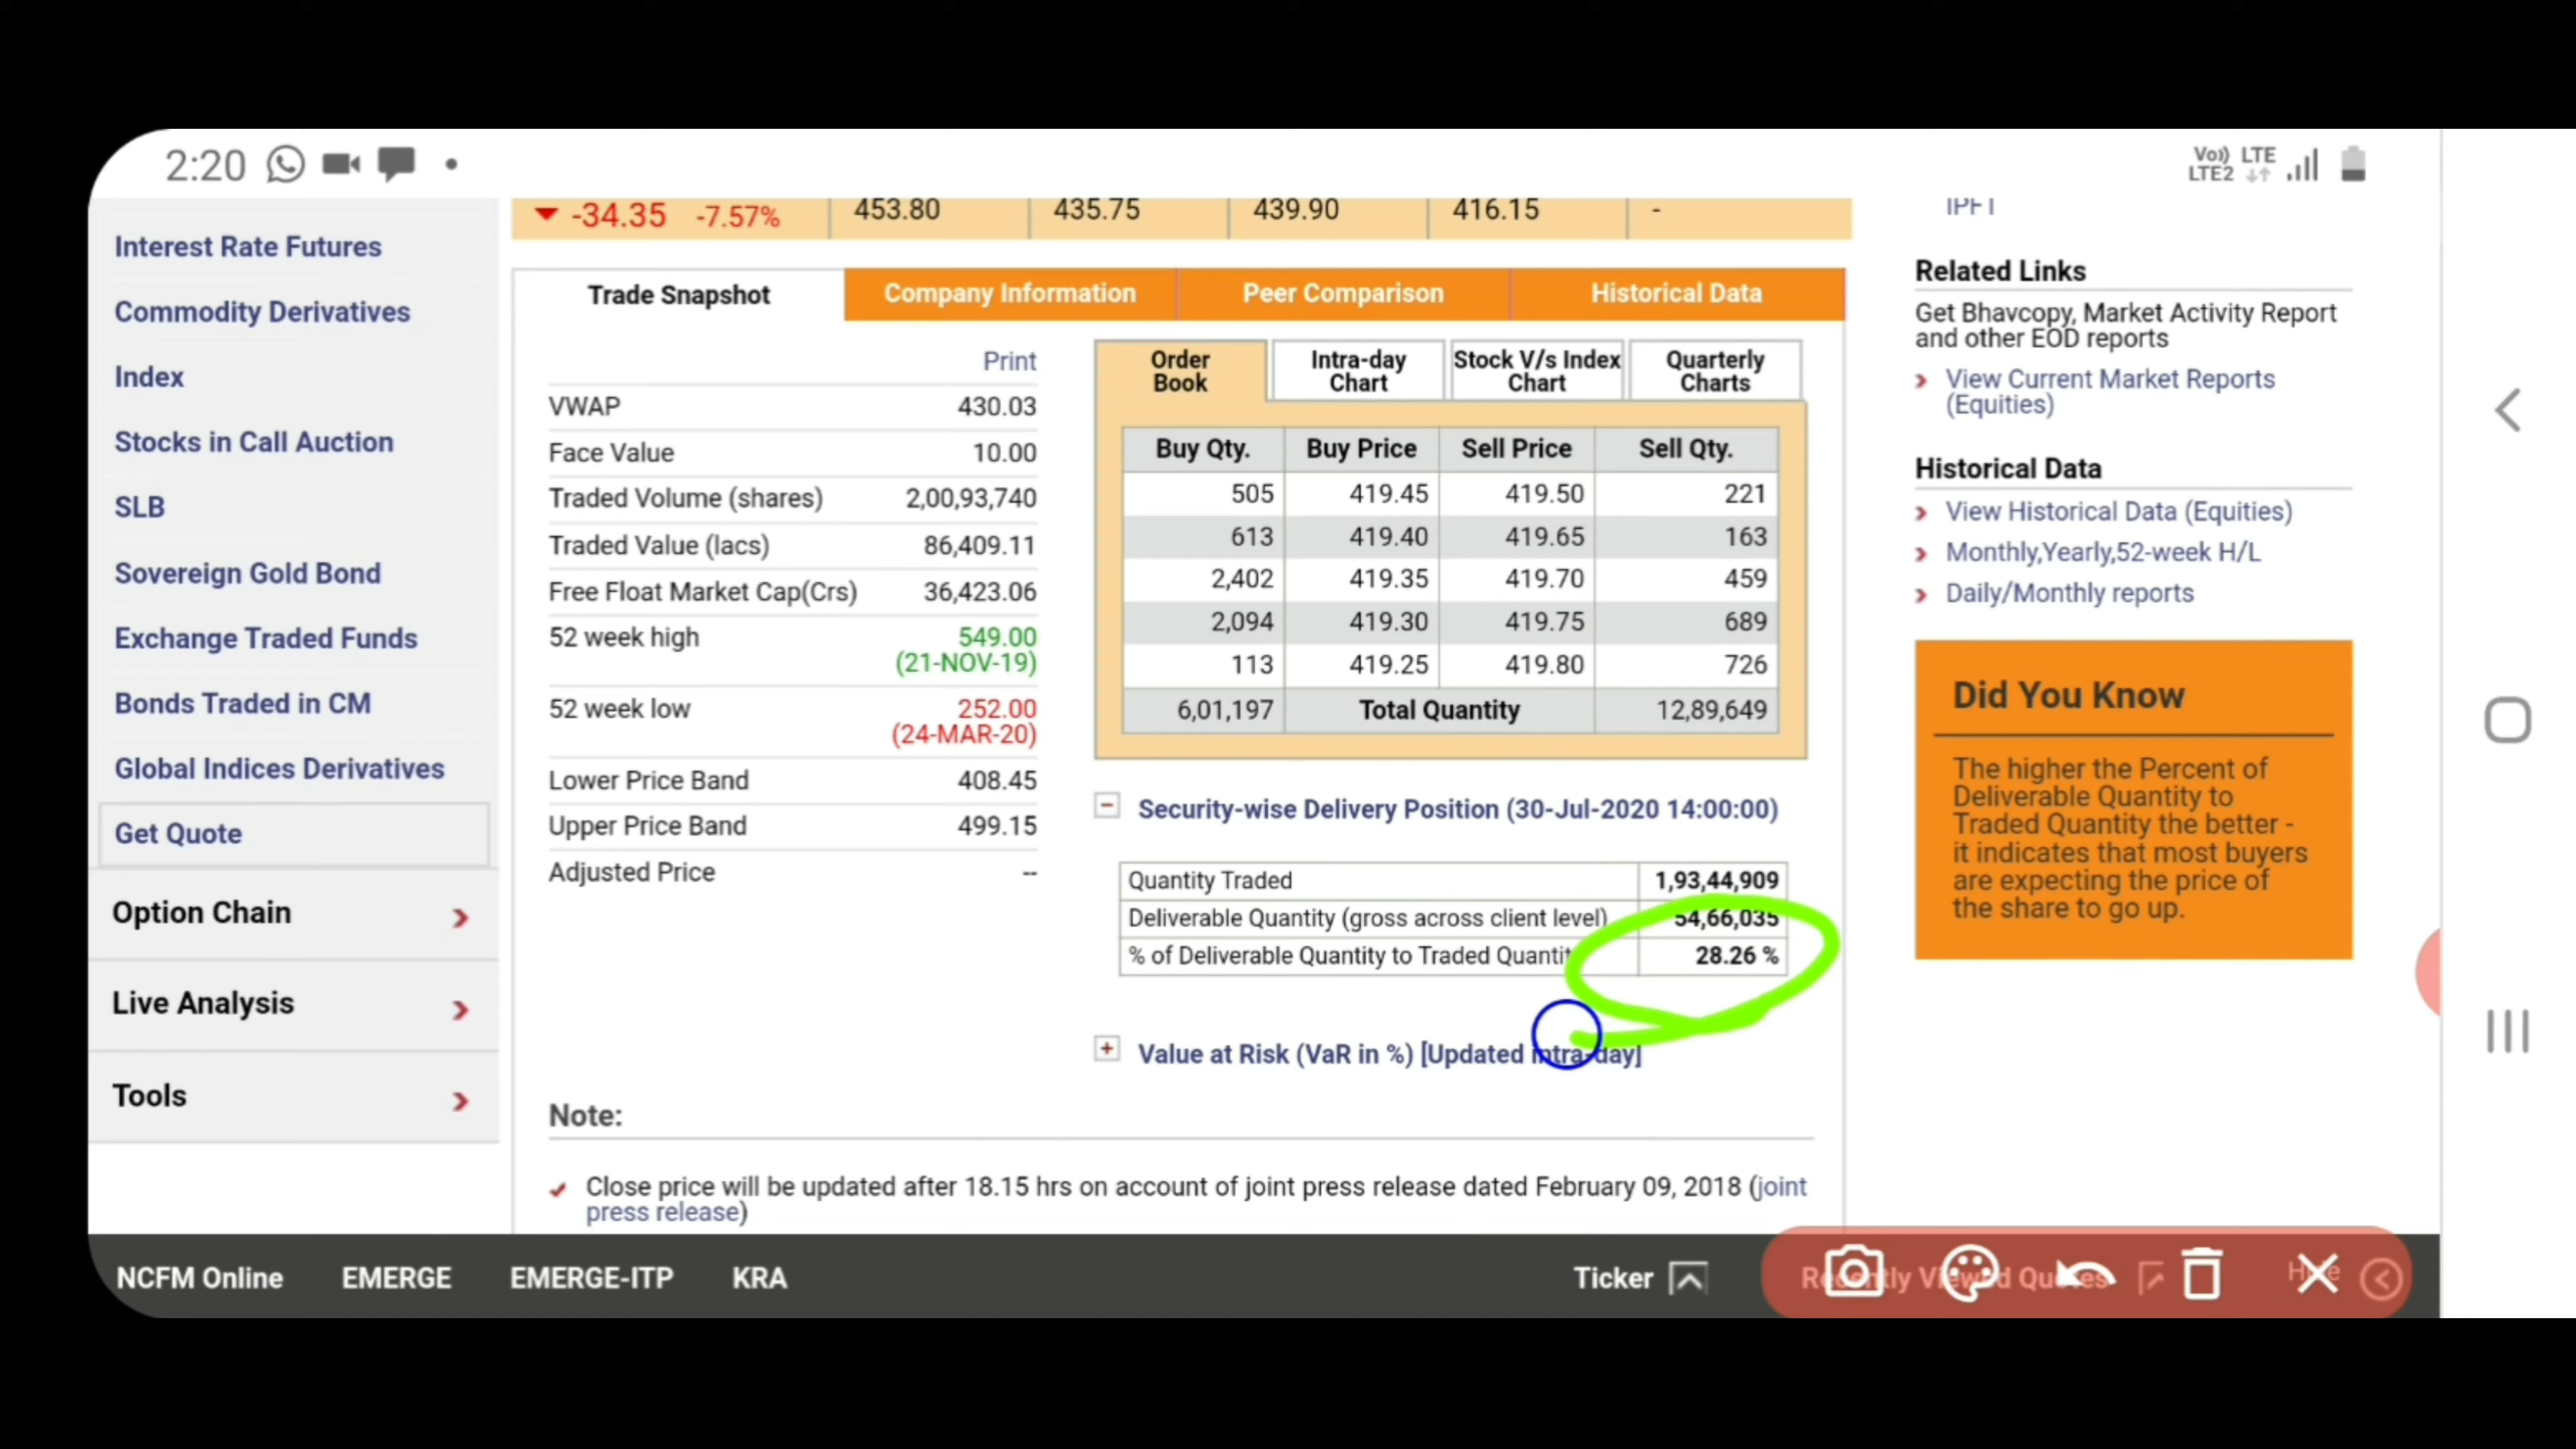 2:20
Vo)) LTE
LTE2
-34.35 -7.57% 453.80 435.75 439.90 416.15 -
IPFT
Interest Rate Futures
Commodity Derivatives
Index
Stocks in Call Auction
SLB
Sovereign Gold Bond
Exchange Traded Funds
Bonds Traded in CM
Global Indices Derivatives
Get Quote
Option Chain
Live Analysis
Tools
Trade Snapshot Company Information Peer Comparison Historical Data
Print
VWAP 430.03
Face Value 10.00
Traded Volume (shares) 2,00,93,740
Traded Value (lacs) 86,409.11
Free Float Market Cap(Crs) 36,423.06
52 week high 549.00
(21-NOV-19)
52 week low 252.00
(24-MAR-20)
Lower Price Band 408.45
Upper Price Band 499.15
Adjusted Price --
Order Book Intra-day Chart Stock V/s Index Chart Quarterly Charts
Buy Qty. Buy Price Sell Price Sell Qty.
505 419.45 419.50 221
613 419.40 419.65 163
2,402 419.35 419.70 459
2,094 419.30 419.75 689
113 419.25 419.80 726
6,01,197 Total Quantity 12,89,649
Security-wise Delivery Position (30-Jul-2020 14:00:00)
Quantity Traded 1,93,44,909
Deliverable Quantity (gross across client level) 54,66,035
% of Deliverable Quantity to Traded Quantit 28.26 %
Value at Risk (VaR in %) [Updated intra-day]
Note:
Close price will be updated after 18.15 hrs on account of joint press release dated February 09, 2018 (joint
press release)
Related Links
Get Bhavcopy, Market Activity Report
and other EOD reports
View Current Market Reports
(Equities)
Historical Data
View Historical Data (Equities)
Monthly,Yearly,52-week H/L
Daily/Monthly reports
Did You Know
The higher the Percent of
Deliverable Quantity to
Traded Quantity the better -
it indicates that most buyers
are expecting the price of
the share to go up.
NCFM Online EMERGE EMERGE-ITP KRA Ticker Recently Viewed Quotes